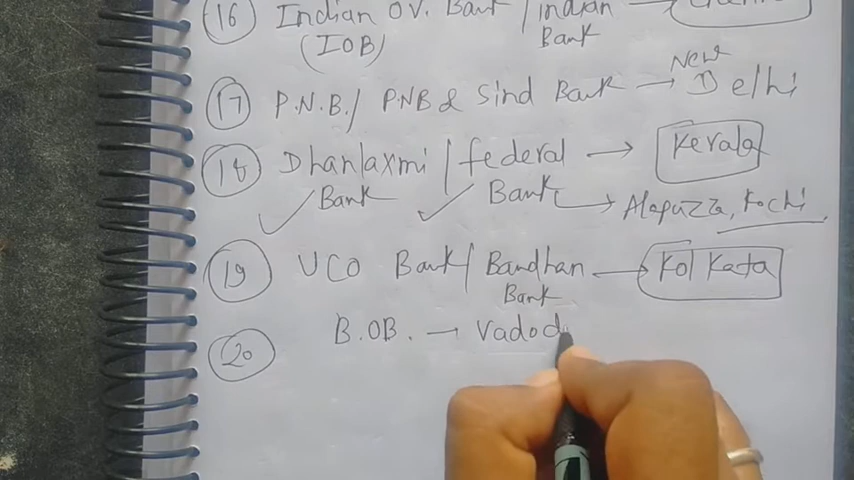 16 Indian Ov. Bank / indian
(IOB) Bank
17 P.N.B. / PNB & Sind Bank → New Delhi
18 Dhanlaxmi / federal → Kerala
Bank Bank → Alapuzza, Kochi
19 UCO Bank / Bandhan → Kolkata
Bank
20 B.OB. → Vadod